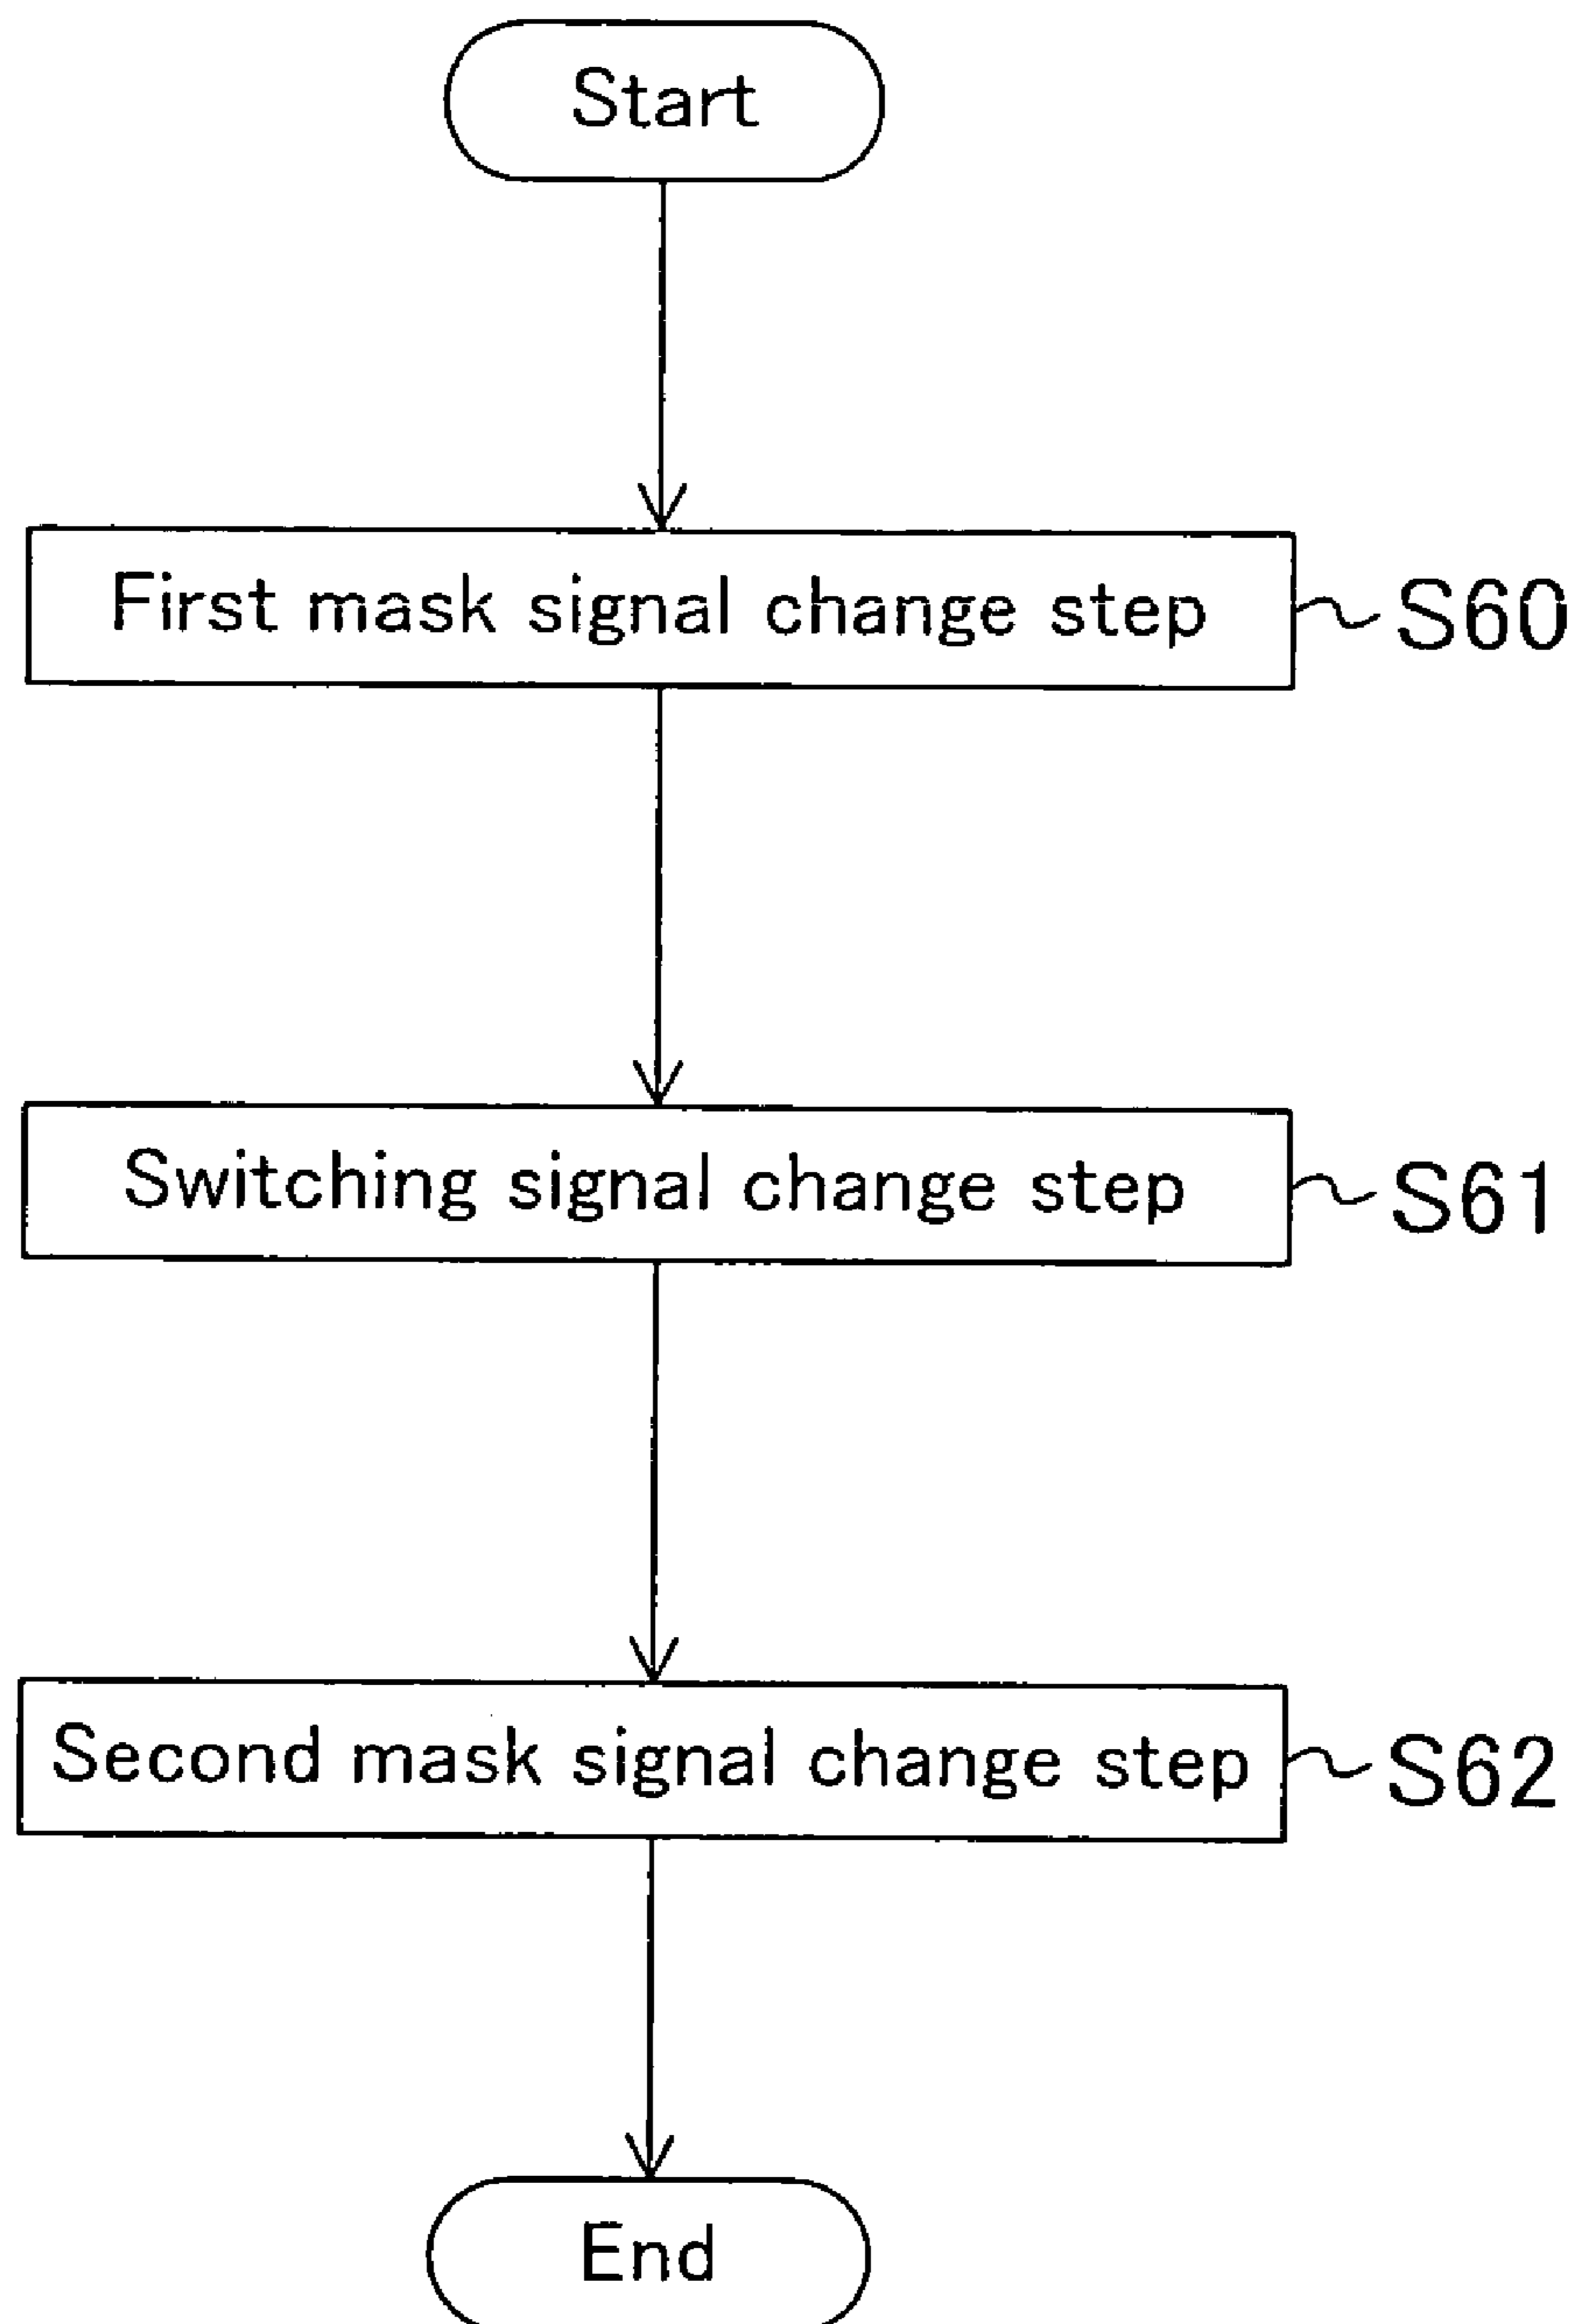 Start
First mask signal change step S60
Switching signal change step S61
Second mask signal change step S62
End